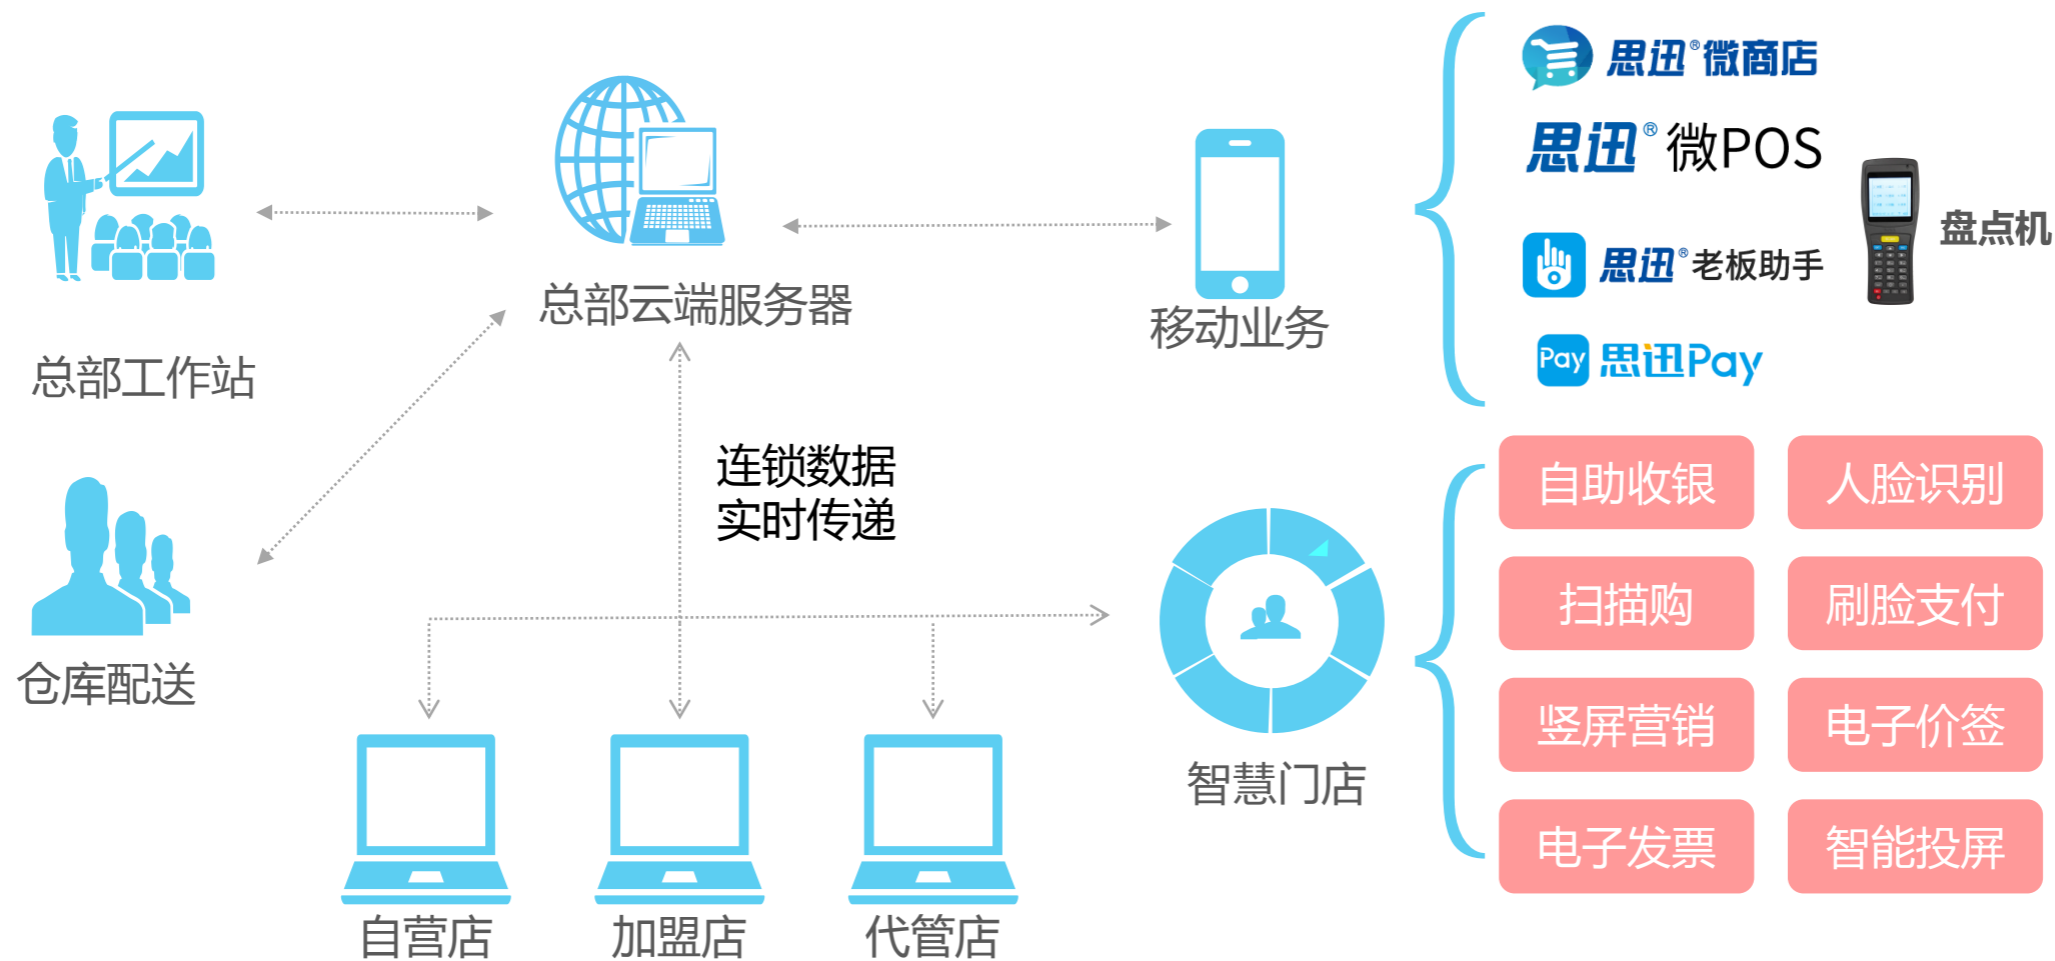 思迅®微商店
思迅®微POS
盘点机
思迅®老板助手
Pay 思迅Pay
总部云端服务器
移动业务
总部工作站
连锁数据
实时传递
仓库配送
智慧门店
自助收银
人脸识别
扫描购
刷脸支付
竖屏营销
电子价签
电子发票
智能投屏
自营店
加盟店
代管店